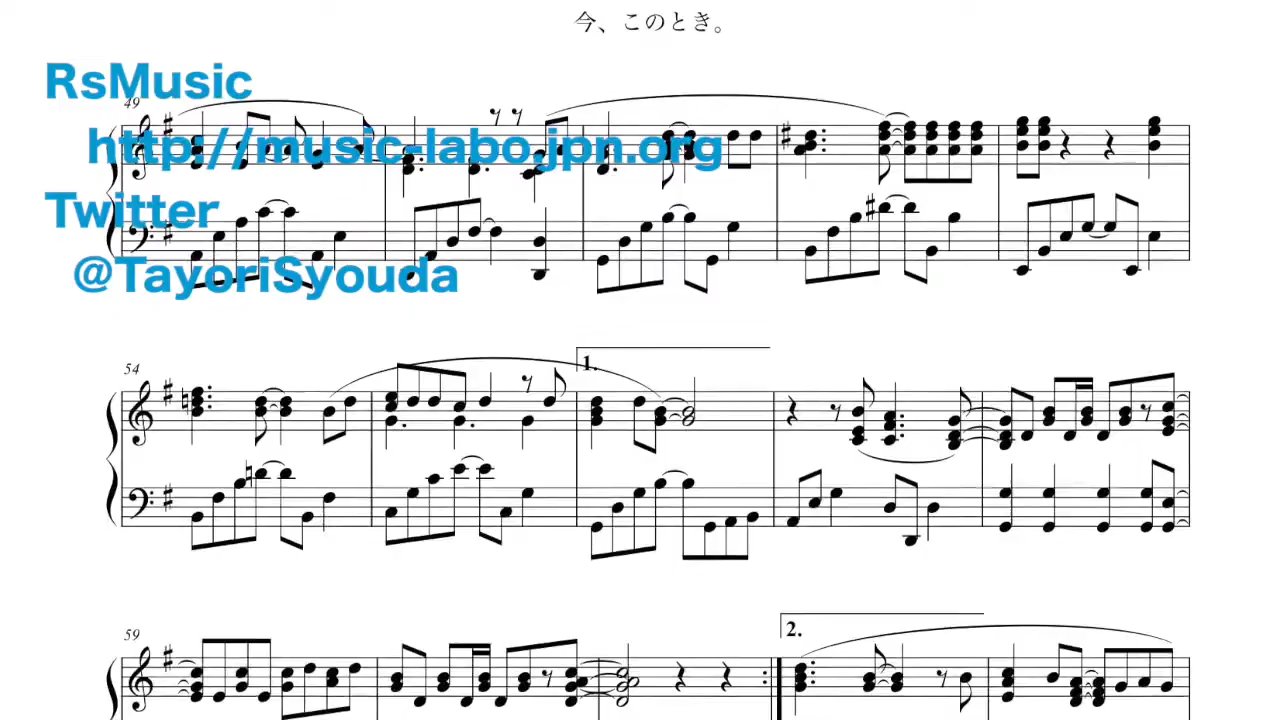 今、このとき。
RsMusic
49
http://music-labo.jpn.org
Twitter
@TayoriSyouda
54
1.
59
2.